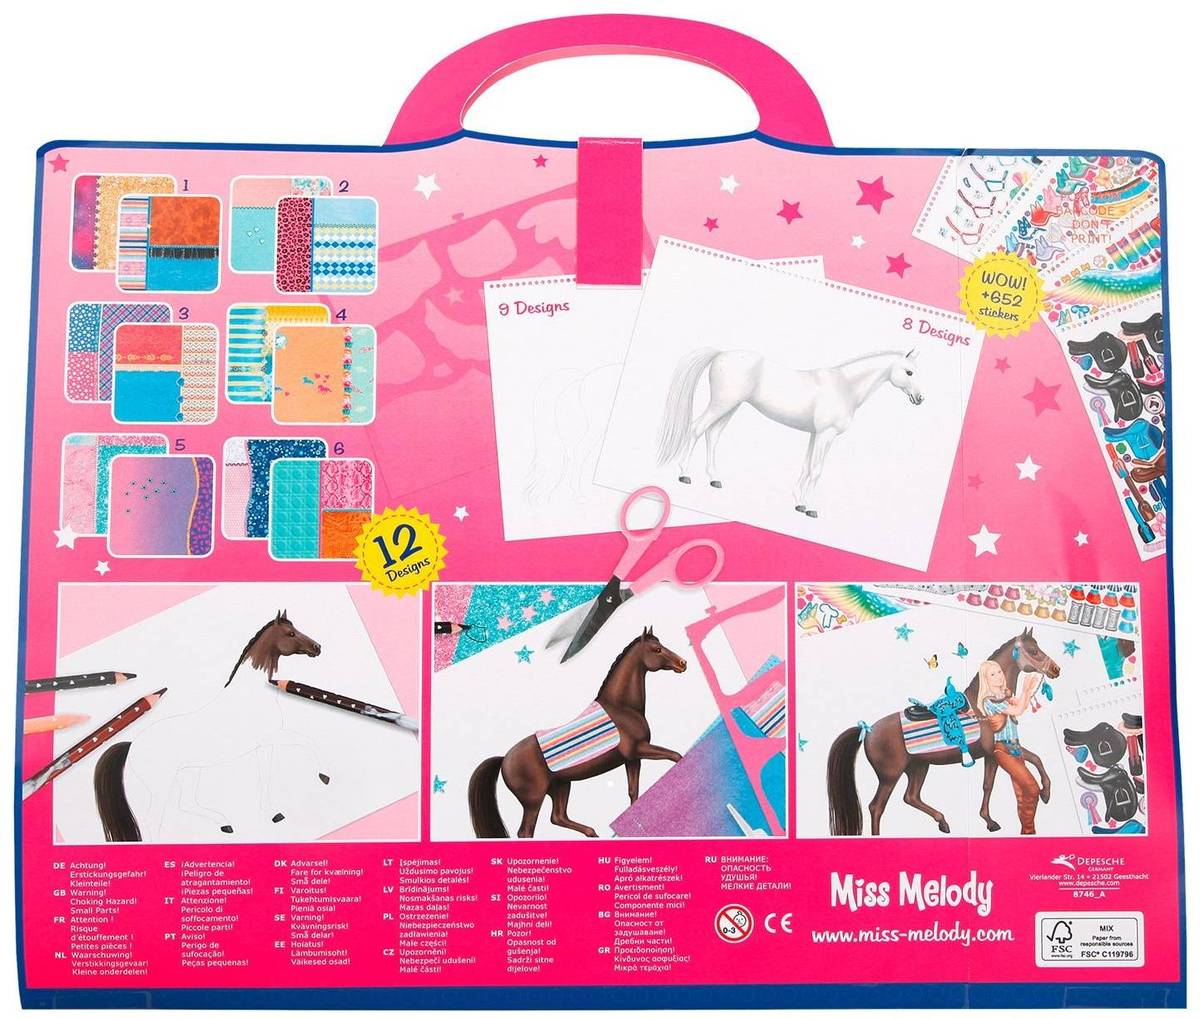 1
2
3
4
5
6
12
Designs
9 Designs
8 Designs
WOW!
+652
stickers
BARCODE -
DON'T
PRINT!
DE Achtung!
Erstickungsgefahr!
Kleinteile!
GB Warning!
Choking Hazard!
Small Parts!
FR Attention !
Risque
d'étouffement !
Petites pièces !
NL Waarschuwing!
Verstikkingsgevaar!
Kleine onderdelen!
ES ¡Advertencia!
¡Peligro de
atragantamiento!
¡Piezas pequeñas!
IT Attenzione!
Pericolo di
soffocamento!
Piccole parti!
PT Aviso!
Perigo de
sufocação!
Peças pequenas!
DK Advarsel!
Fare for kvælning!
Små dele!
FI Varoitus!
Tukehtumisvaara!
Pieniä osia!
SE Varning!
Kvävningsrisk!
Små delar!
EE Hoiatus!
Lämbumisoht!
Väikesed osad!
LT Įspėjimas!
Uždusimo pavojus!
Smulkios detalės!
LV Brīdinājums!
Nosmakšanas risks!
Mazas daļas!
PL Ostrzeżenie!
Niebezpieczeństwo
zadławienia!
Małe części!
CZ Upozornění!
Nebezpečí udušení!
Malé části!
SK Upozornenie!
Nebezpečenstvo
udusenia!
Malé časti!
SI Opozorilo!
Nevarnost
zadušitve!
Majhni deli!
HR Pozor!
Opasnost od
gušenja!
Sadrži sitne
dijelove!
HU Figyelem!
Fulladásveszély!
Apró alkatrészek!
RO Avertisment!
Pericol de sufocare!
Componente mici!
BG Внимание!
Опасност от
задушаване!
Дребни части!
GR Προειδοποίηση!
Κίνδυνος ασφυξίας!
Μικρά τεμάχια!
RU ВНИМАНИЕ:
ОПАСНОСТЬ
УДУШЬЯ!
МЕЛКИЕ ДЕТАЛИ!
0-3
CE
Miss Melody
www.miss-melody.com
DEPESCHE
GERMANY
Vierlander Str. 14 • 21502 Geesthacht
www.depesche.com
8746_A
FSC
www.fsc.org
MIX
Paper from
responsible sources
FSC® C119796